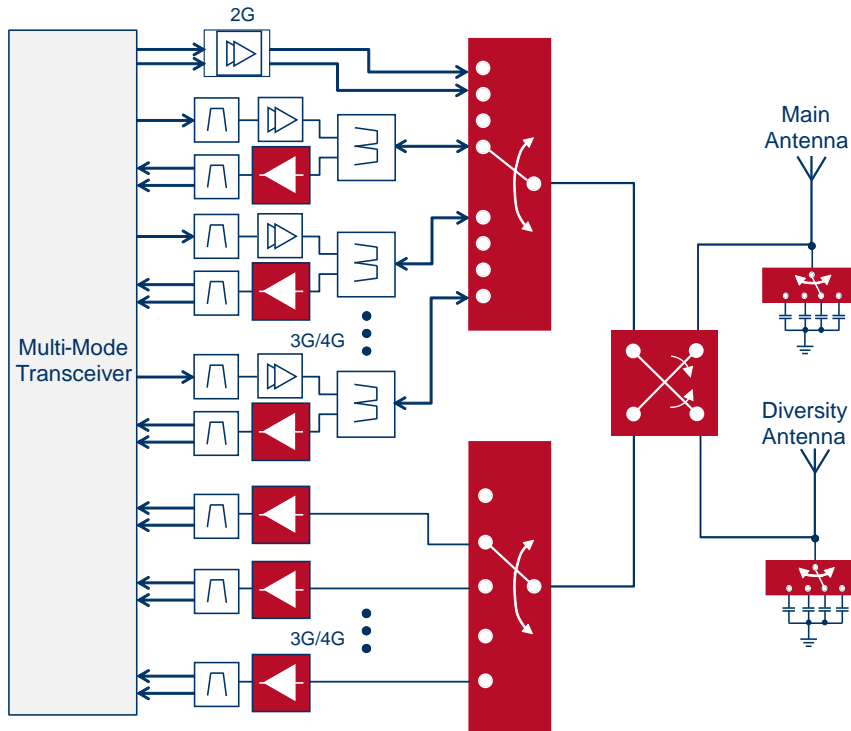 2G
Main
Antenna
3G/4G
Multi-Mode
Transceiver
Diversity
Antenna
3G/4G